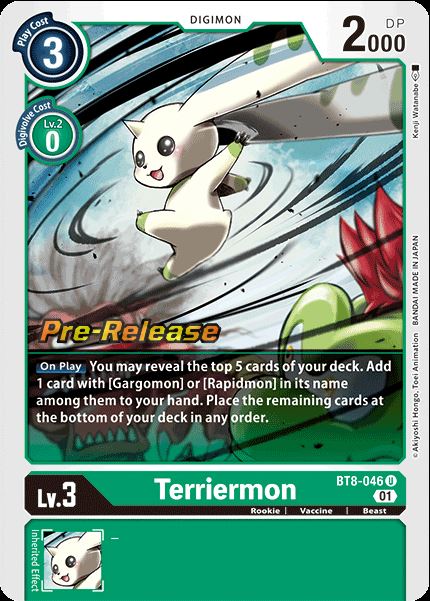 DIGIMON
Play Cost
3
2000
DP
Digivolve Cost
Lv.2
0
Kenji Watanabe
© Akiyoshi Hongo, Toei Animation BANDAI MADE IN JAPAN
Pre-Release
On Play You may reveal the top 5 cards of your deck. Add
1 card with [Gargomon] or [Rapidmon] in its name
among them to your hand. Place the remaining cards at
the bottom of your deck in any order.
Lv.3
Terriermon
BT8-046 U
01
Rookie | Vaccine | Beast
Inherited Effect
–